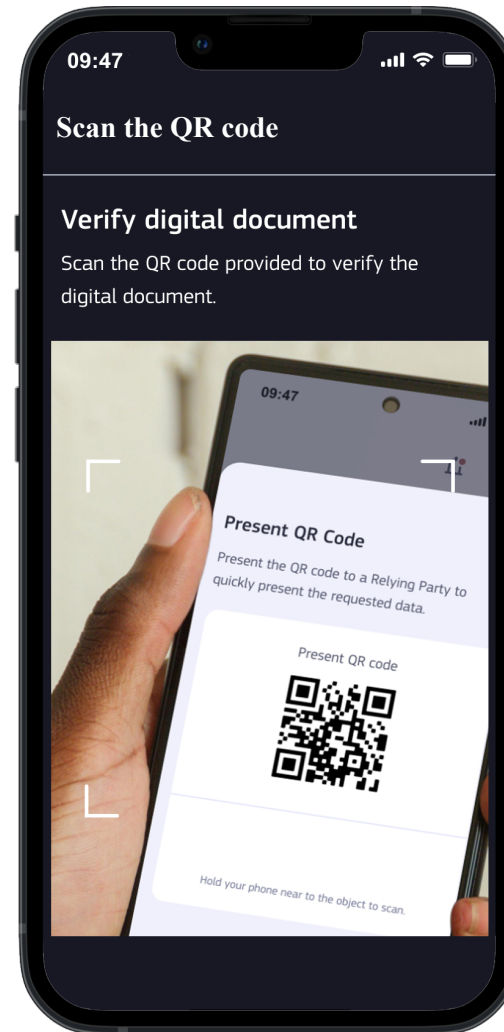 09:47
Scan the QR code
Verify digital document
Scan the QR code provided to verify the
digital document.
09:47
Present QR Code
Present the QR code to a Relying Party to
quickly present the requested data.
Present QR code
Hold your phone near to the object to scan.